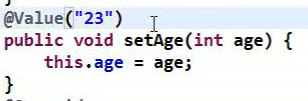 @Value("23")
public void setAge(int age) {
    this.age = age;
}